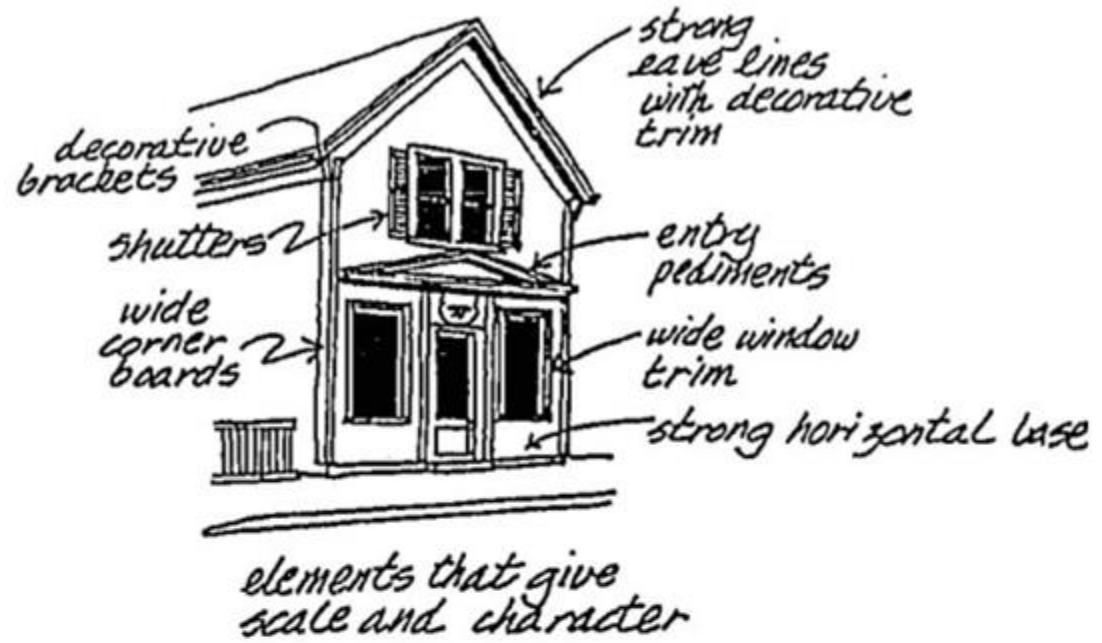 strong
eave lines
with decorative
trim
decorative
brackets
shutters
entry
pediments
wide
corner
boards
wide window
trim
strong horizontal base
elements that give
scale and character